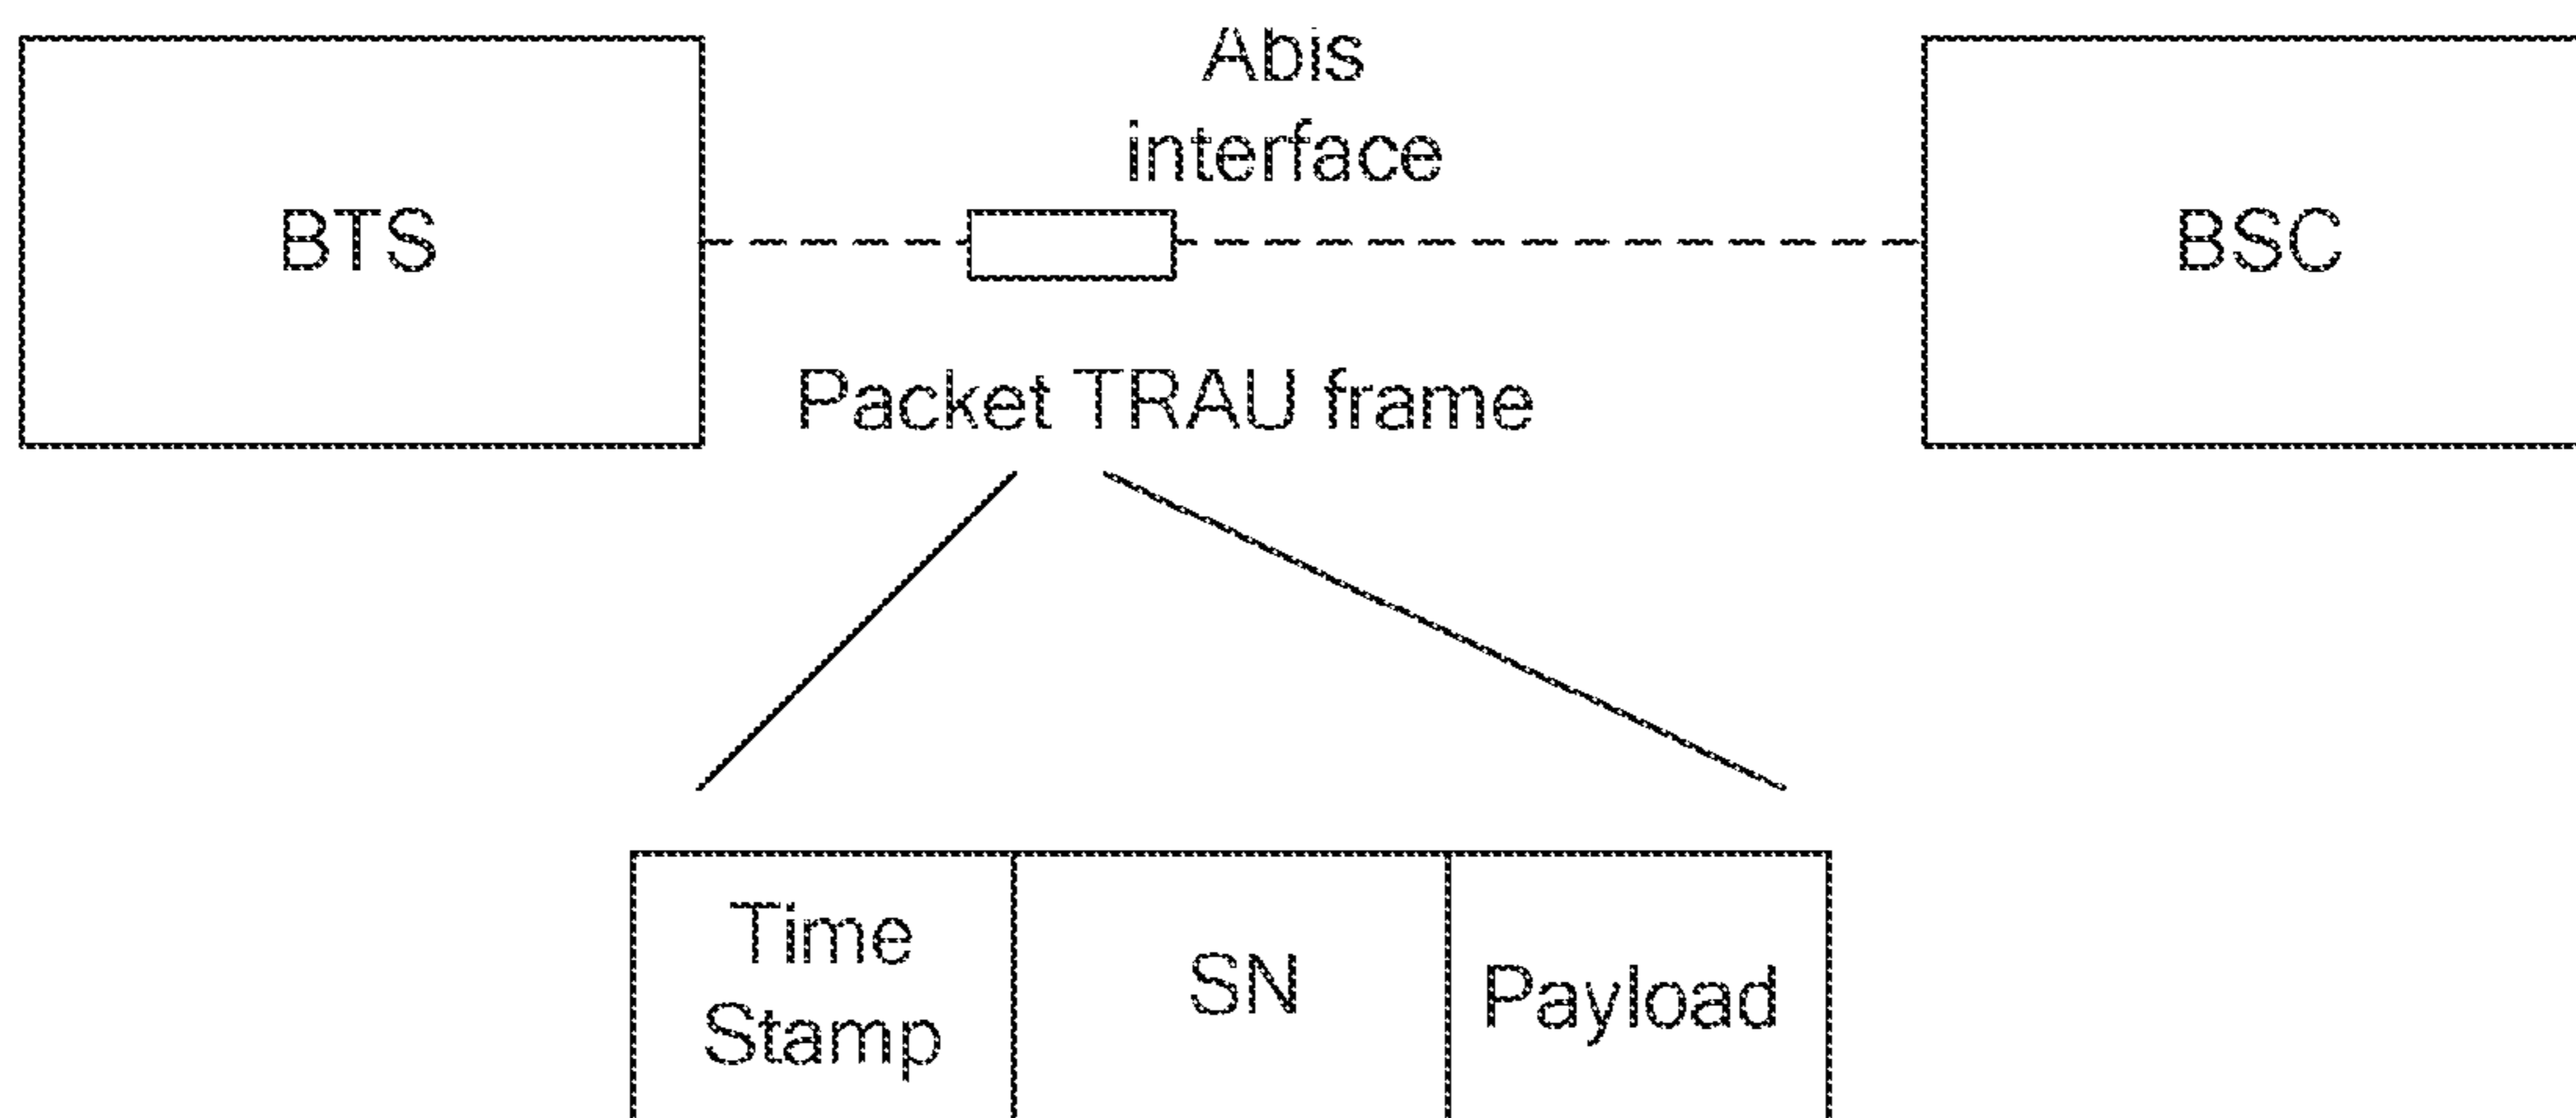 Abis
interface
BTS
BSC
Packet TRAU frame
Time
Stamp
SN
Payload